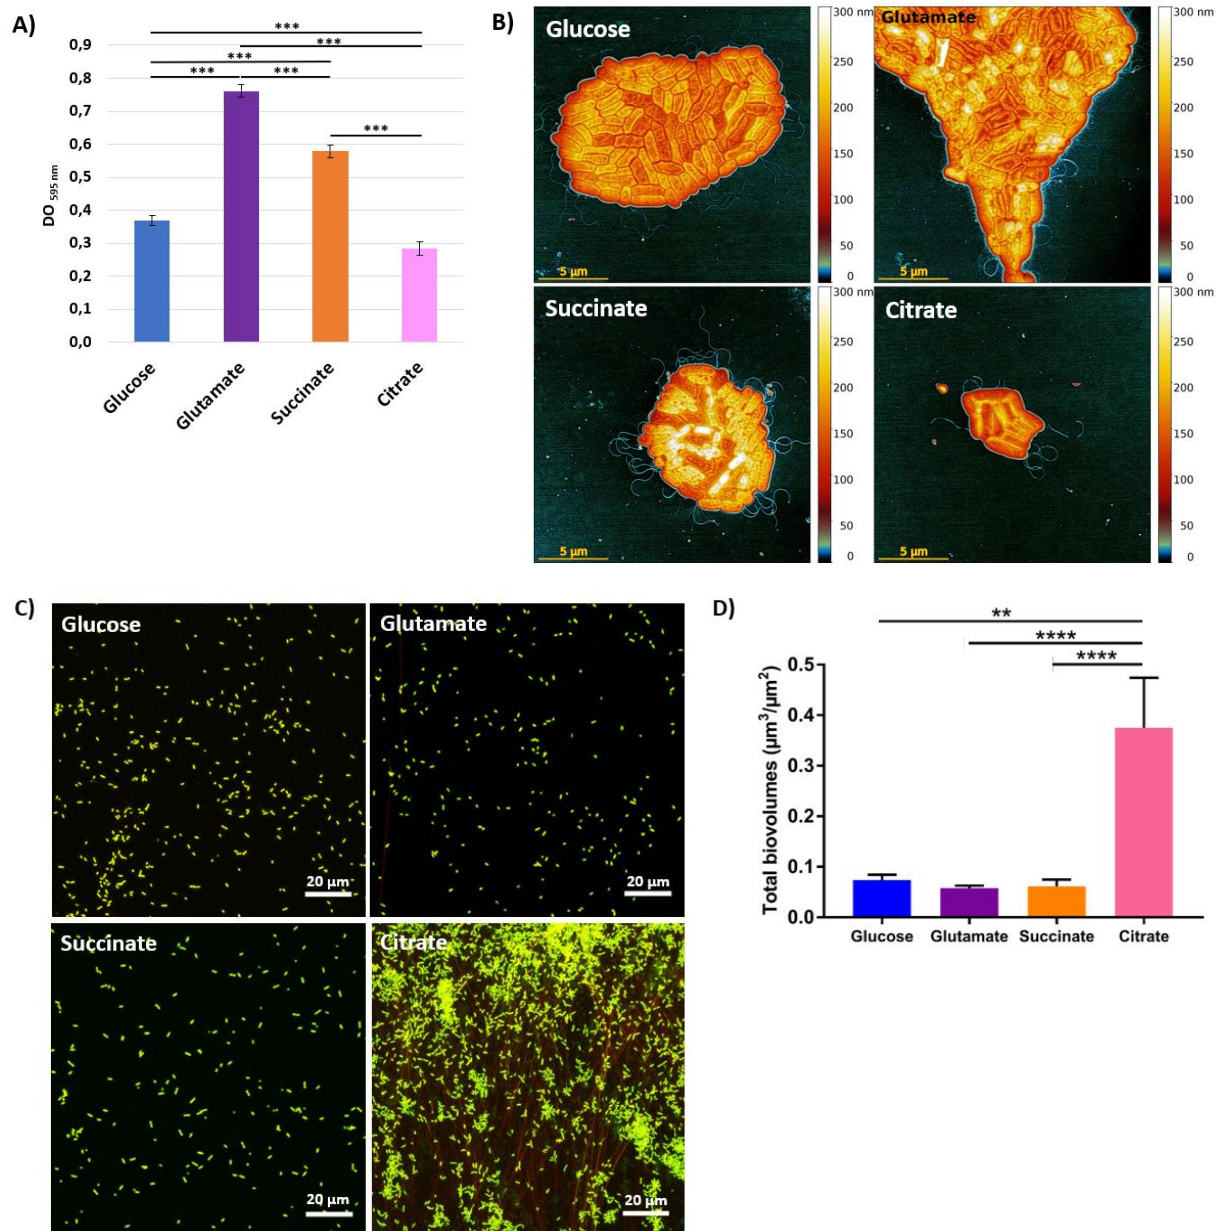 A)
***
***
***
***
***
***
0,9
0,8
0,7
0,6
0,5
0,4
0,3
0,2
0,1
0,0
DO 595 nm
Glucose
Glutamate
Succinate
Citrate
B)
Glucose
5 µm
300 nm
250
200
150
100
50
0
Glutamate
5 µm
300 nm
250
200
150
100
50
0
Succinate
5 µm
300 nm
250
200
150
100
50
0
Citrate
5 µm
300 nm
250
200
150
100
50
0
C)
Glucose
20 µm
Glutamate
20 µm
Succinate
20 µm
Citrate
20 µm
D)
**
****
****
Total biovolumes (µm³/µm²)
0.5
0.4
0.3
0.2
0.1
0.0
Glucose
Glutamate
Succinate
Citrate